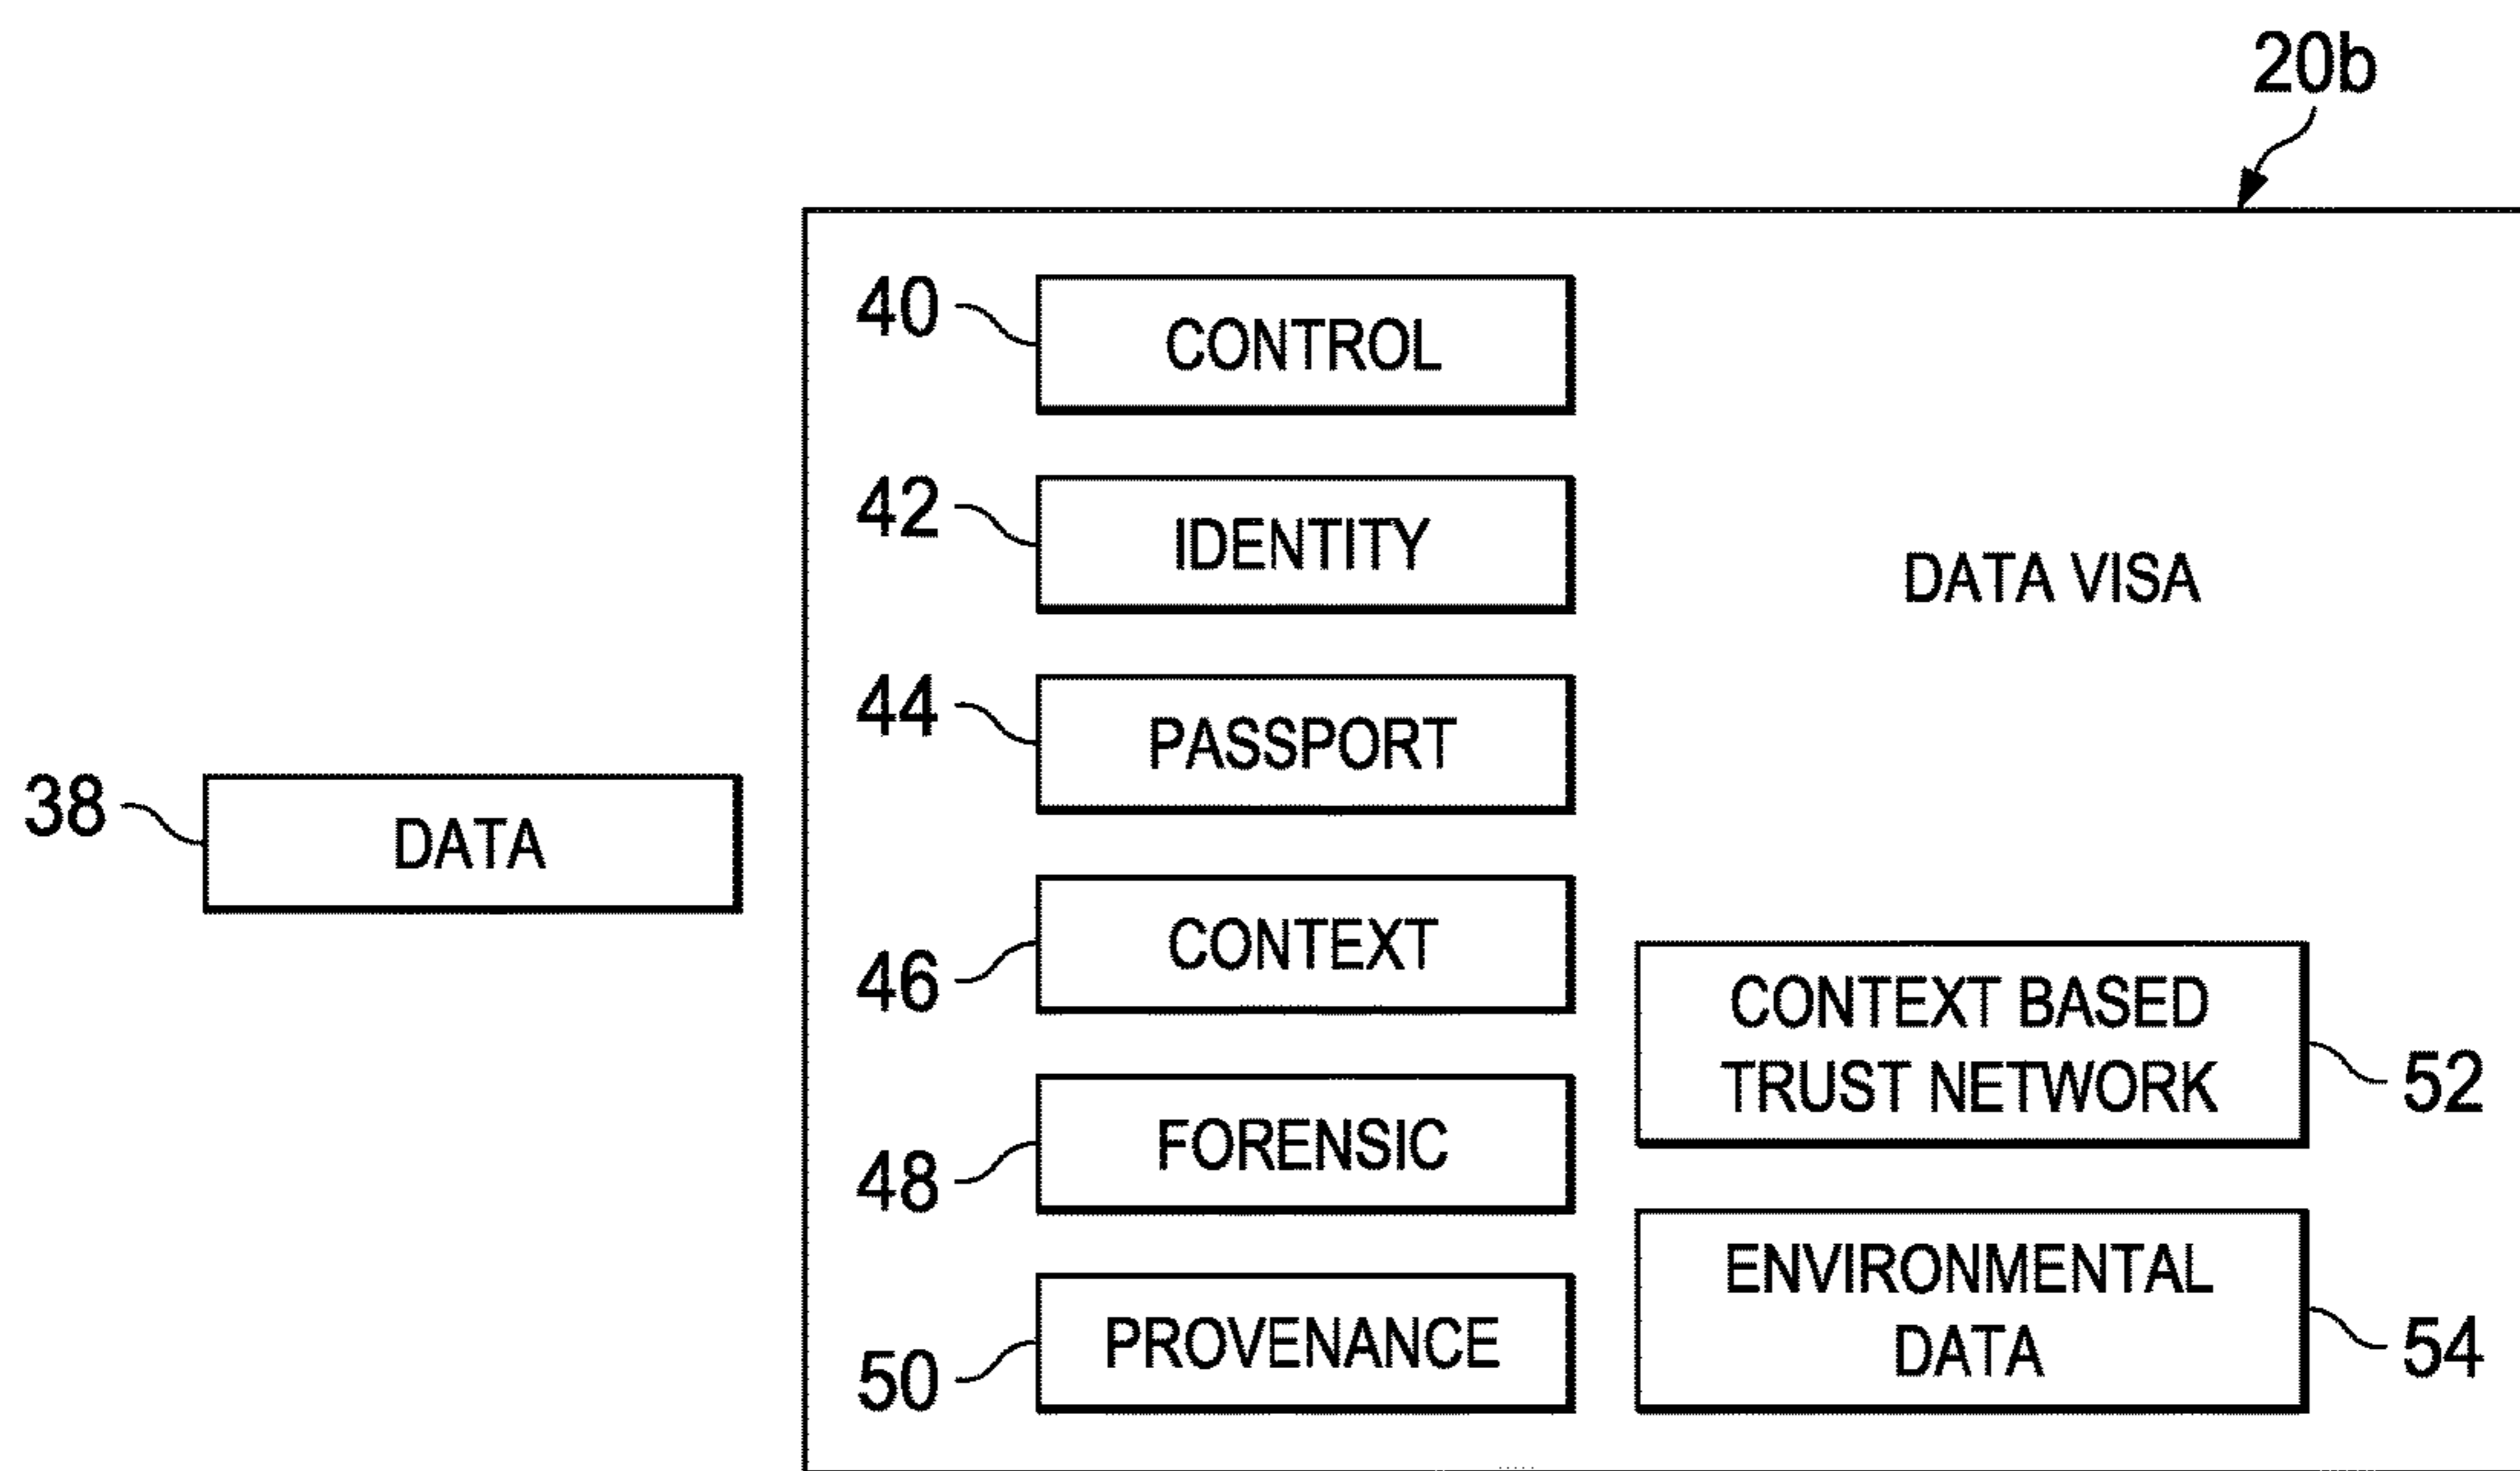 20b
40
CONTROL
42
IDENTITY
DATA VISA
44
PASSPORT
38
DATA
46
CONTEXT
CONTEXT BASED
TRUST NETWORK
52
48
FORENSIC
50
PROVENANCE
ENVIRONMENTAL
DATA
54